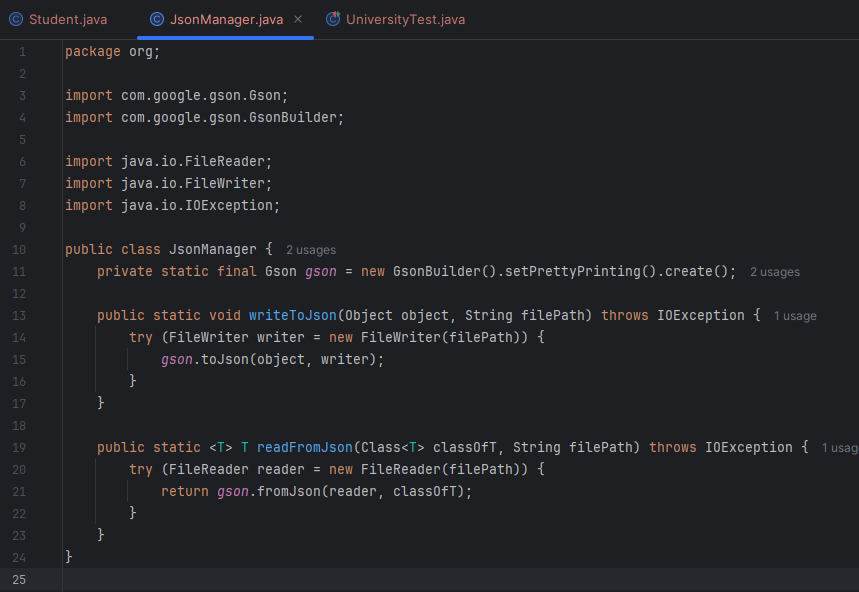 Student.java JsonManager.java × UniversityTest.java
1 package org;
2
3 import com.google.gson.Gson;
4 import com.google.gson.GsonBuilder;
5
6 import java.io.FileReader;
7 import java.io.FileWriter;
8 import java.io.IOException;
9
10 public class JsonManager { 2 usages
11     private static final Gson gson = new GsonBuilder().setPrettyPrinting().create(); 2 usages
12
13     public static void writeToJson(Object object, String filePath) throws IOException { 1 usage
14         try (FileWriter writer = new FileWriter(filePath)) {
15             gson.toJson(object, writer);
16         }
17     }
18
19     public static <T> T readFromJson(Class<T> classOfT, String filePath) throws IOException { 1 usag
20         try (FileReader reader = new FileReader(filePath)) {
21             return gson.fromJson(reader, classOfT);
22         }
23     }
24 }
25